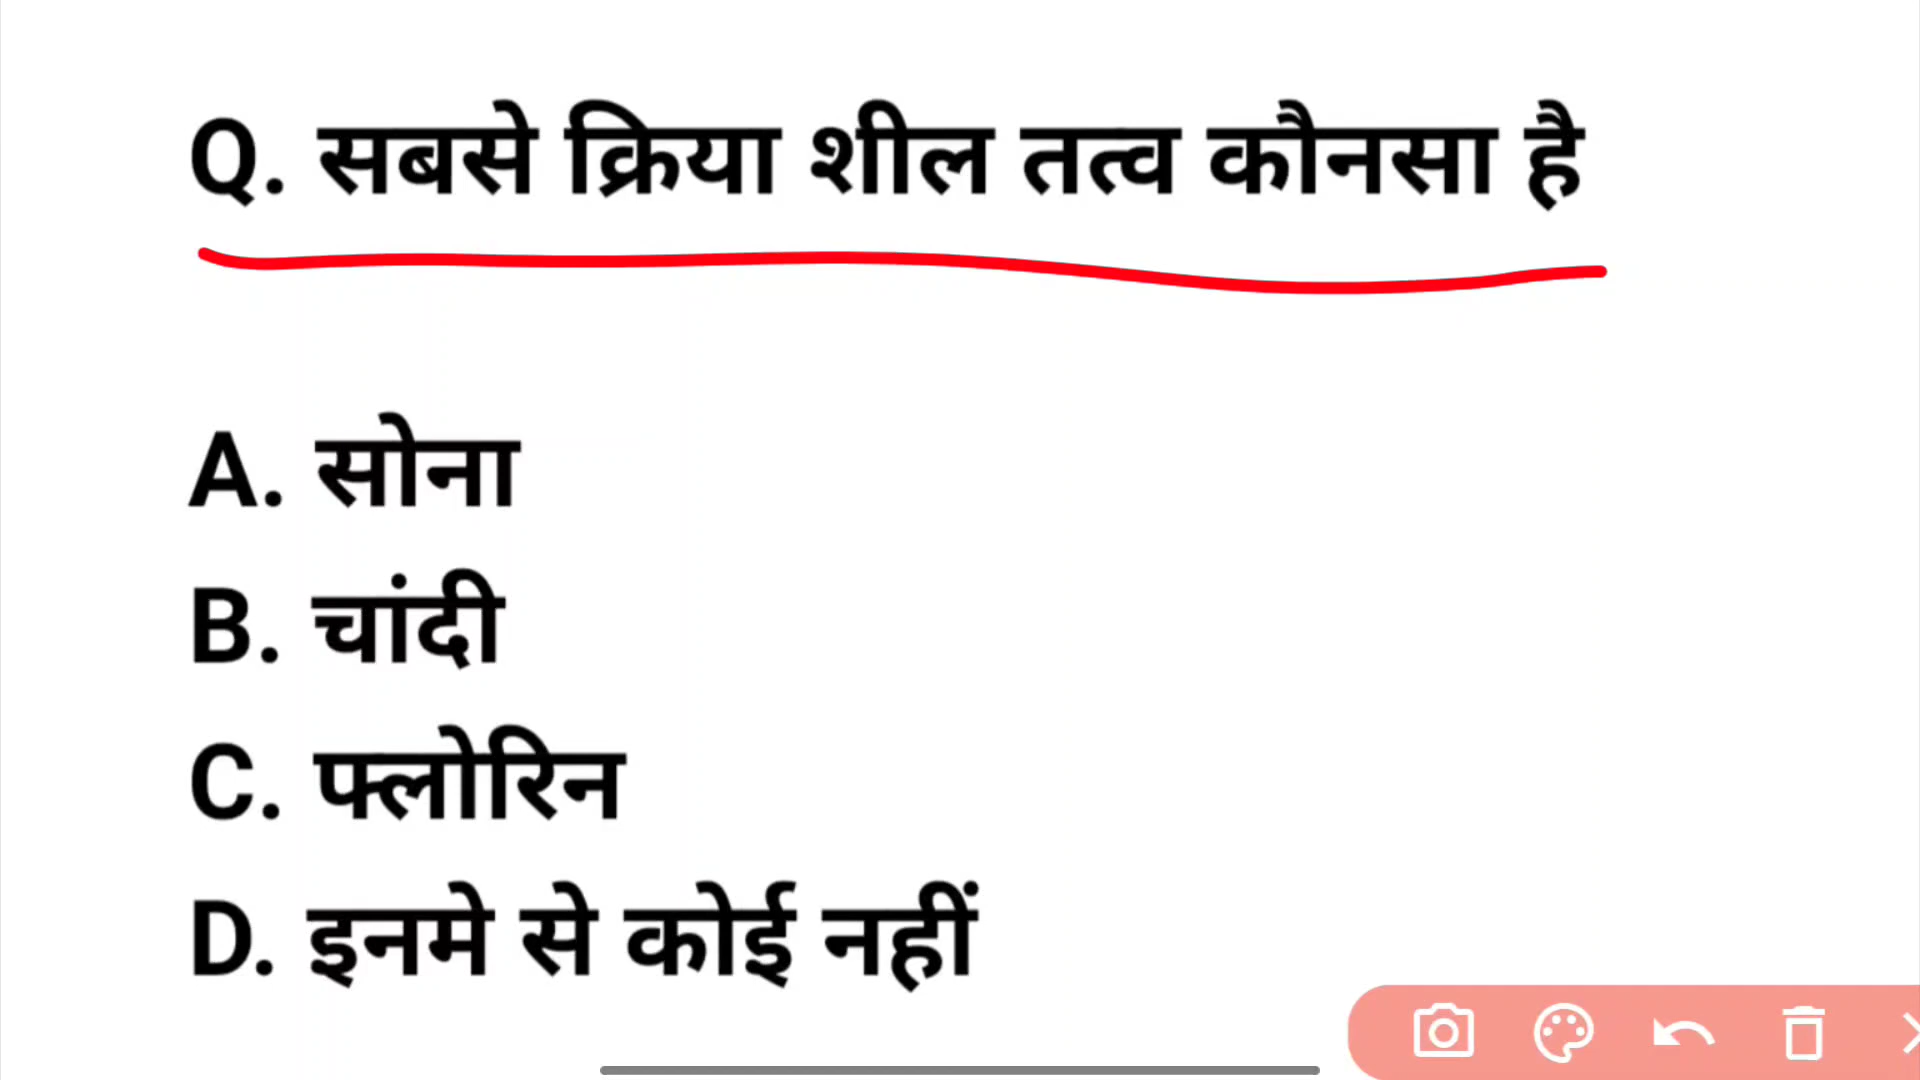 Q. सबसे क्रिया शील तत्व कौनसा है
A. सोना
B. चांदी
C. फ्लोरिन
D. इनमे से कोई नहीं